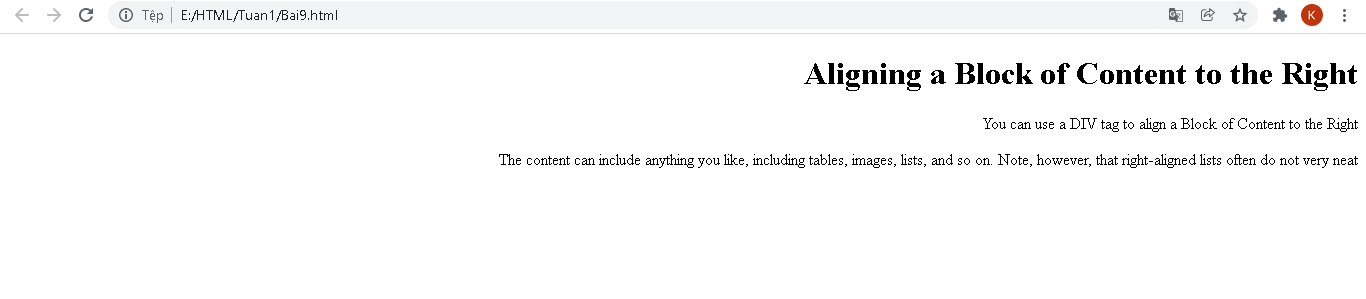 Tệp E:/HTML/Tuan1/Bai9.html K
Aligning a Block of Content to the Right
You can use a DIV tag to align a Block of Content to the Right
The content can include anything you like, including tables, images, lists, and so on. Note, however, that right-aligned lists often do not very neat